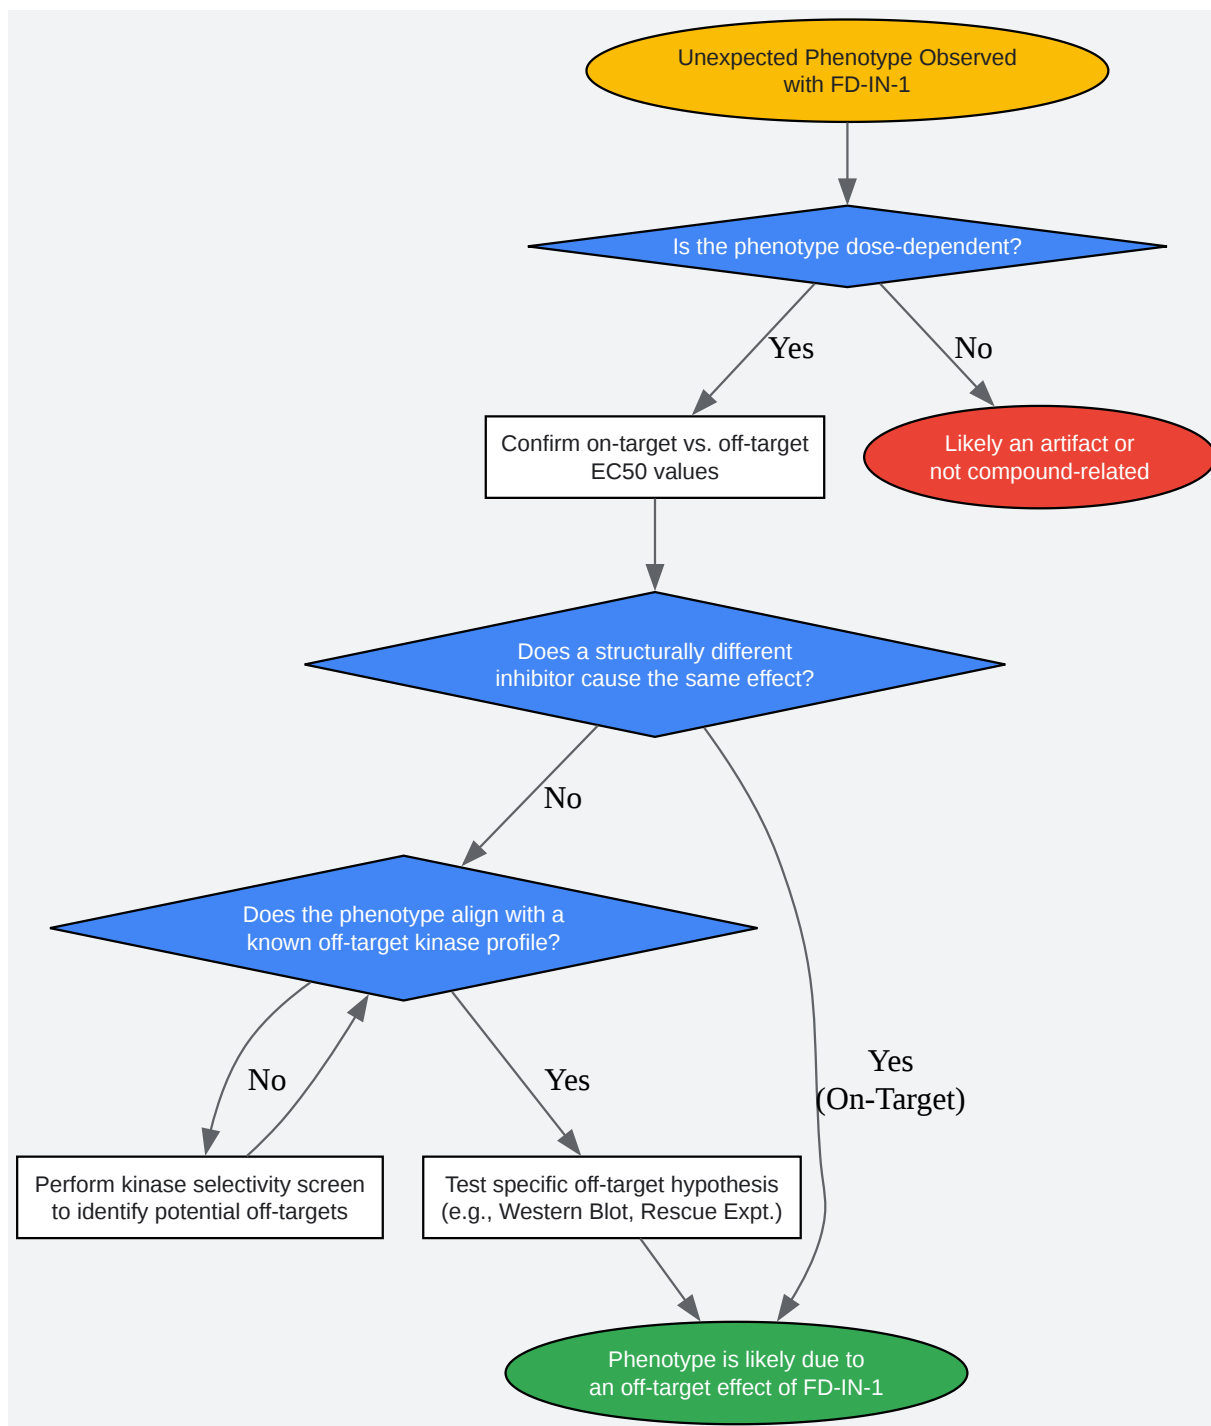 Unexpected Phenotype Observed
with FD-IN-1
Is the phenotype dose-dependent?
Yes
No
Confirm on-target vs. off-target
EC50 values
Likely an artifact or
not compound-related
Does a structurally different
inhibitor cause the same effect?
No
Does the phenotype align with a
known off-target kinase profile?
Yes
(On-Target)
No
Yes
Perform kinase selectivity screen
to identify potential off-targets
Test specific off-target hypothesis
(e.g., Western Blot, Rescue Expt.)
Phenotype is likely due to
an off-target effect of FD-IN-1